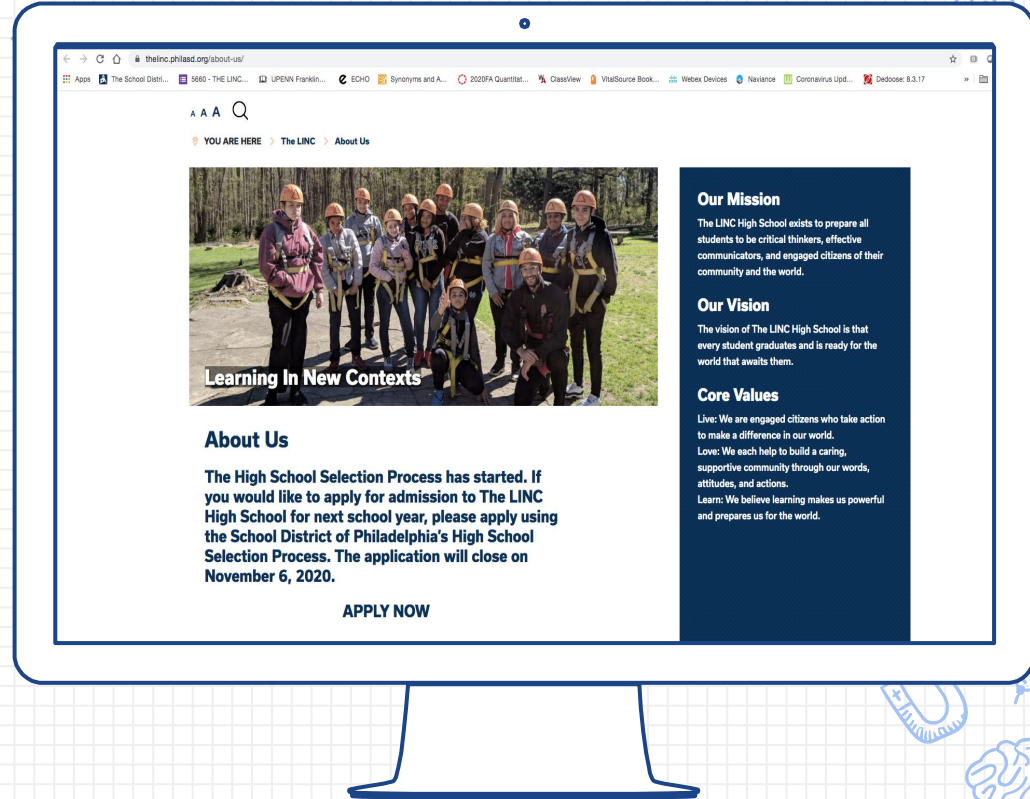 thelinc.philasd.org/about-us/
Apps The School Distri... 5660 - THE LINC... UPENN Franklin... ECHO Synonyms and A... 2020FA Quantitat... ClassView VitalSource Book... Webex Devices Naviance Coronavirus Upd... Dedoose: 8.3.17 »
A A A
YOU ARE HERE > The LINC > About Us
Learning In New Contexts
About Us
The High School Selection Process has started. If
you would like to apply for admission to The LINC
High School for next school year, please apply using
the School District of Philadelphia's High School
Selection Process. The application will close on
November 6, 2020.
APPLY NOW
Our Mission
The LINC High School exists to prepare all
students to be critical thinkers, effective
communicators, and engaged citizens of their
community and the world.
Our Vision
The vision of The LINC High School is that
every student graduates and is ready for the
world that awaits them.
Core Values
Live: We are engaged citizens who take action
to make a difference in our world.
Love: We each help to build a caring,
supportive community through our words,
attitudes, and actions.
Learn: We believe learning makes us powerful
and prepares us for the world.